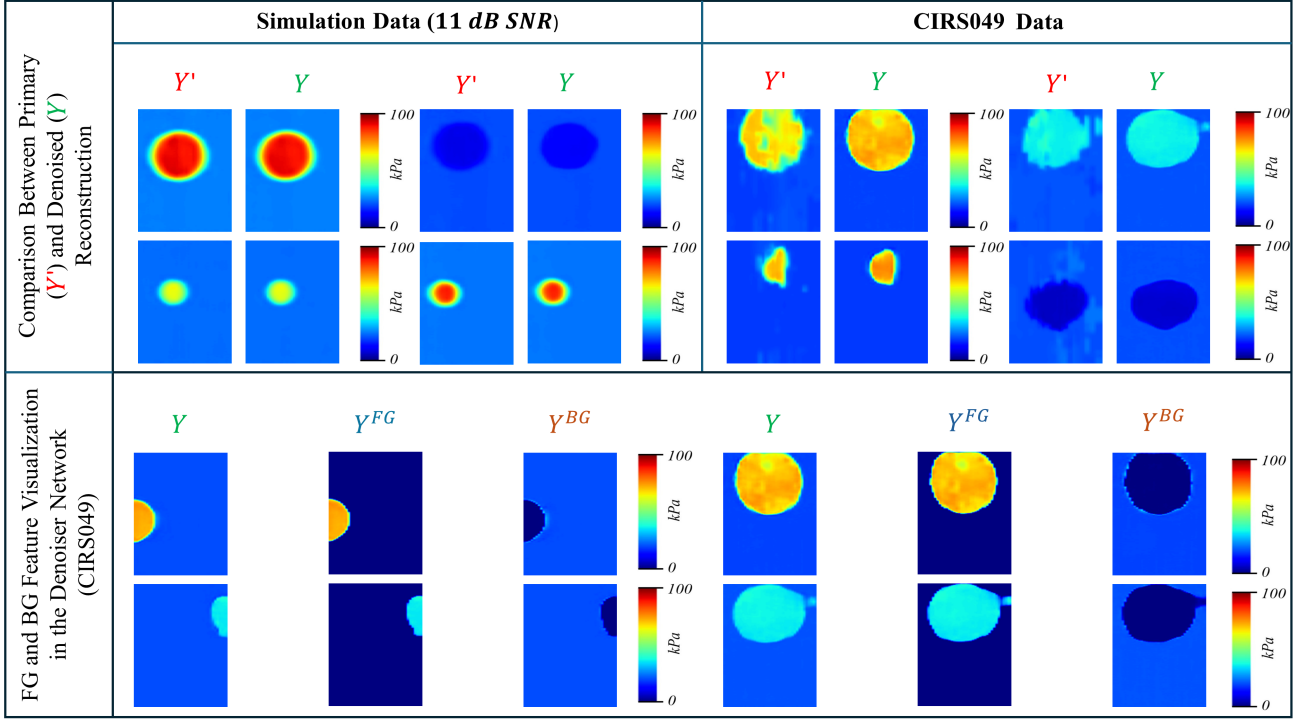 Simulation Data (11 dB SNR)
CIRS049 Data
Comparison Between Primary
(Y') and Denoised (Y)
Reconstruction
Y' Y Y' Y
Y' Y Y' Y
100 kPa 0
100 kPa 0
100 kPa 0
100 kPa 0
100 kPa 0
100 kPa 0
100 kPa 0
100 kPa 0
FG and BG Feature Visualization
in the Denoiser Network
(CIRS049)
Y Y^FG Y^BG
Y Y^FG Y^BG
100 kPa 0
100 kPa 0
100 kPa 0
100 kPa 0